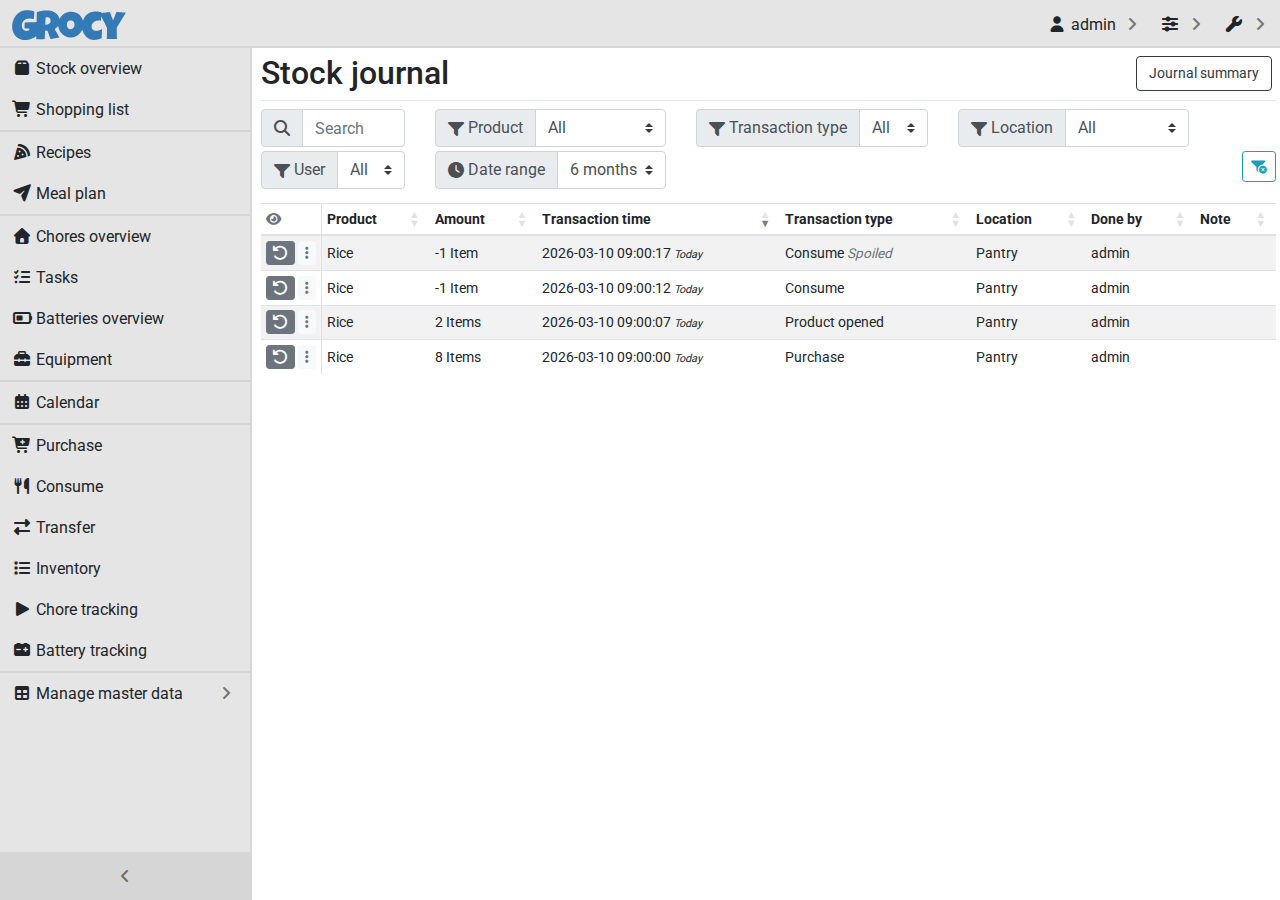 GROCY
admin
Stock overview
Shopping list
Recipes
Meal plan
Chores overview
Tasks
Batteries overview
Equipment
Calendar
Purchase
Consume
Transfer
Inventory
Chore tracking
Battery tracking
Manage master data
Stock journal
Journal summary
Search
Product All
Transaction type All
Location All
User All
Date range 6 months
Product Amount Transaction time Transaction type Location Done by Note
Rice -1 Item 2026-03-10 09:00:17 Today Consume Spoiled Pantry admin
Rice -1 Item 2026-03-10 09:00:12 Today Consume Pantry admin
Rice 2 Items 2026-03-10 09:00:07 Today Product opened Pantry admin
Rice 8 Items 2026-03-10 09:00:00 Today Purchase Pantry admin